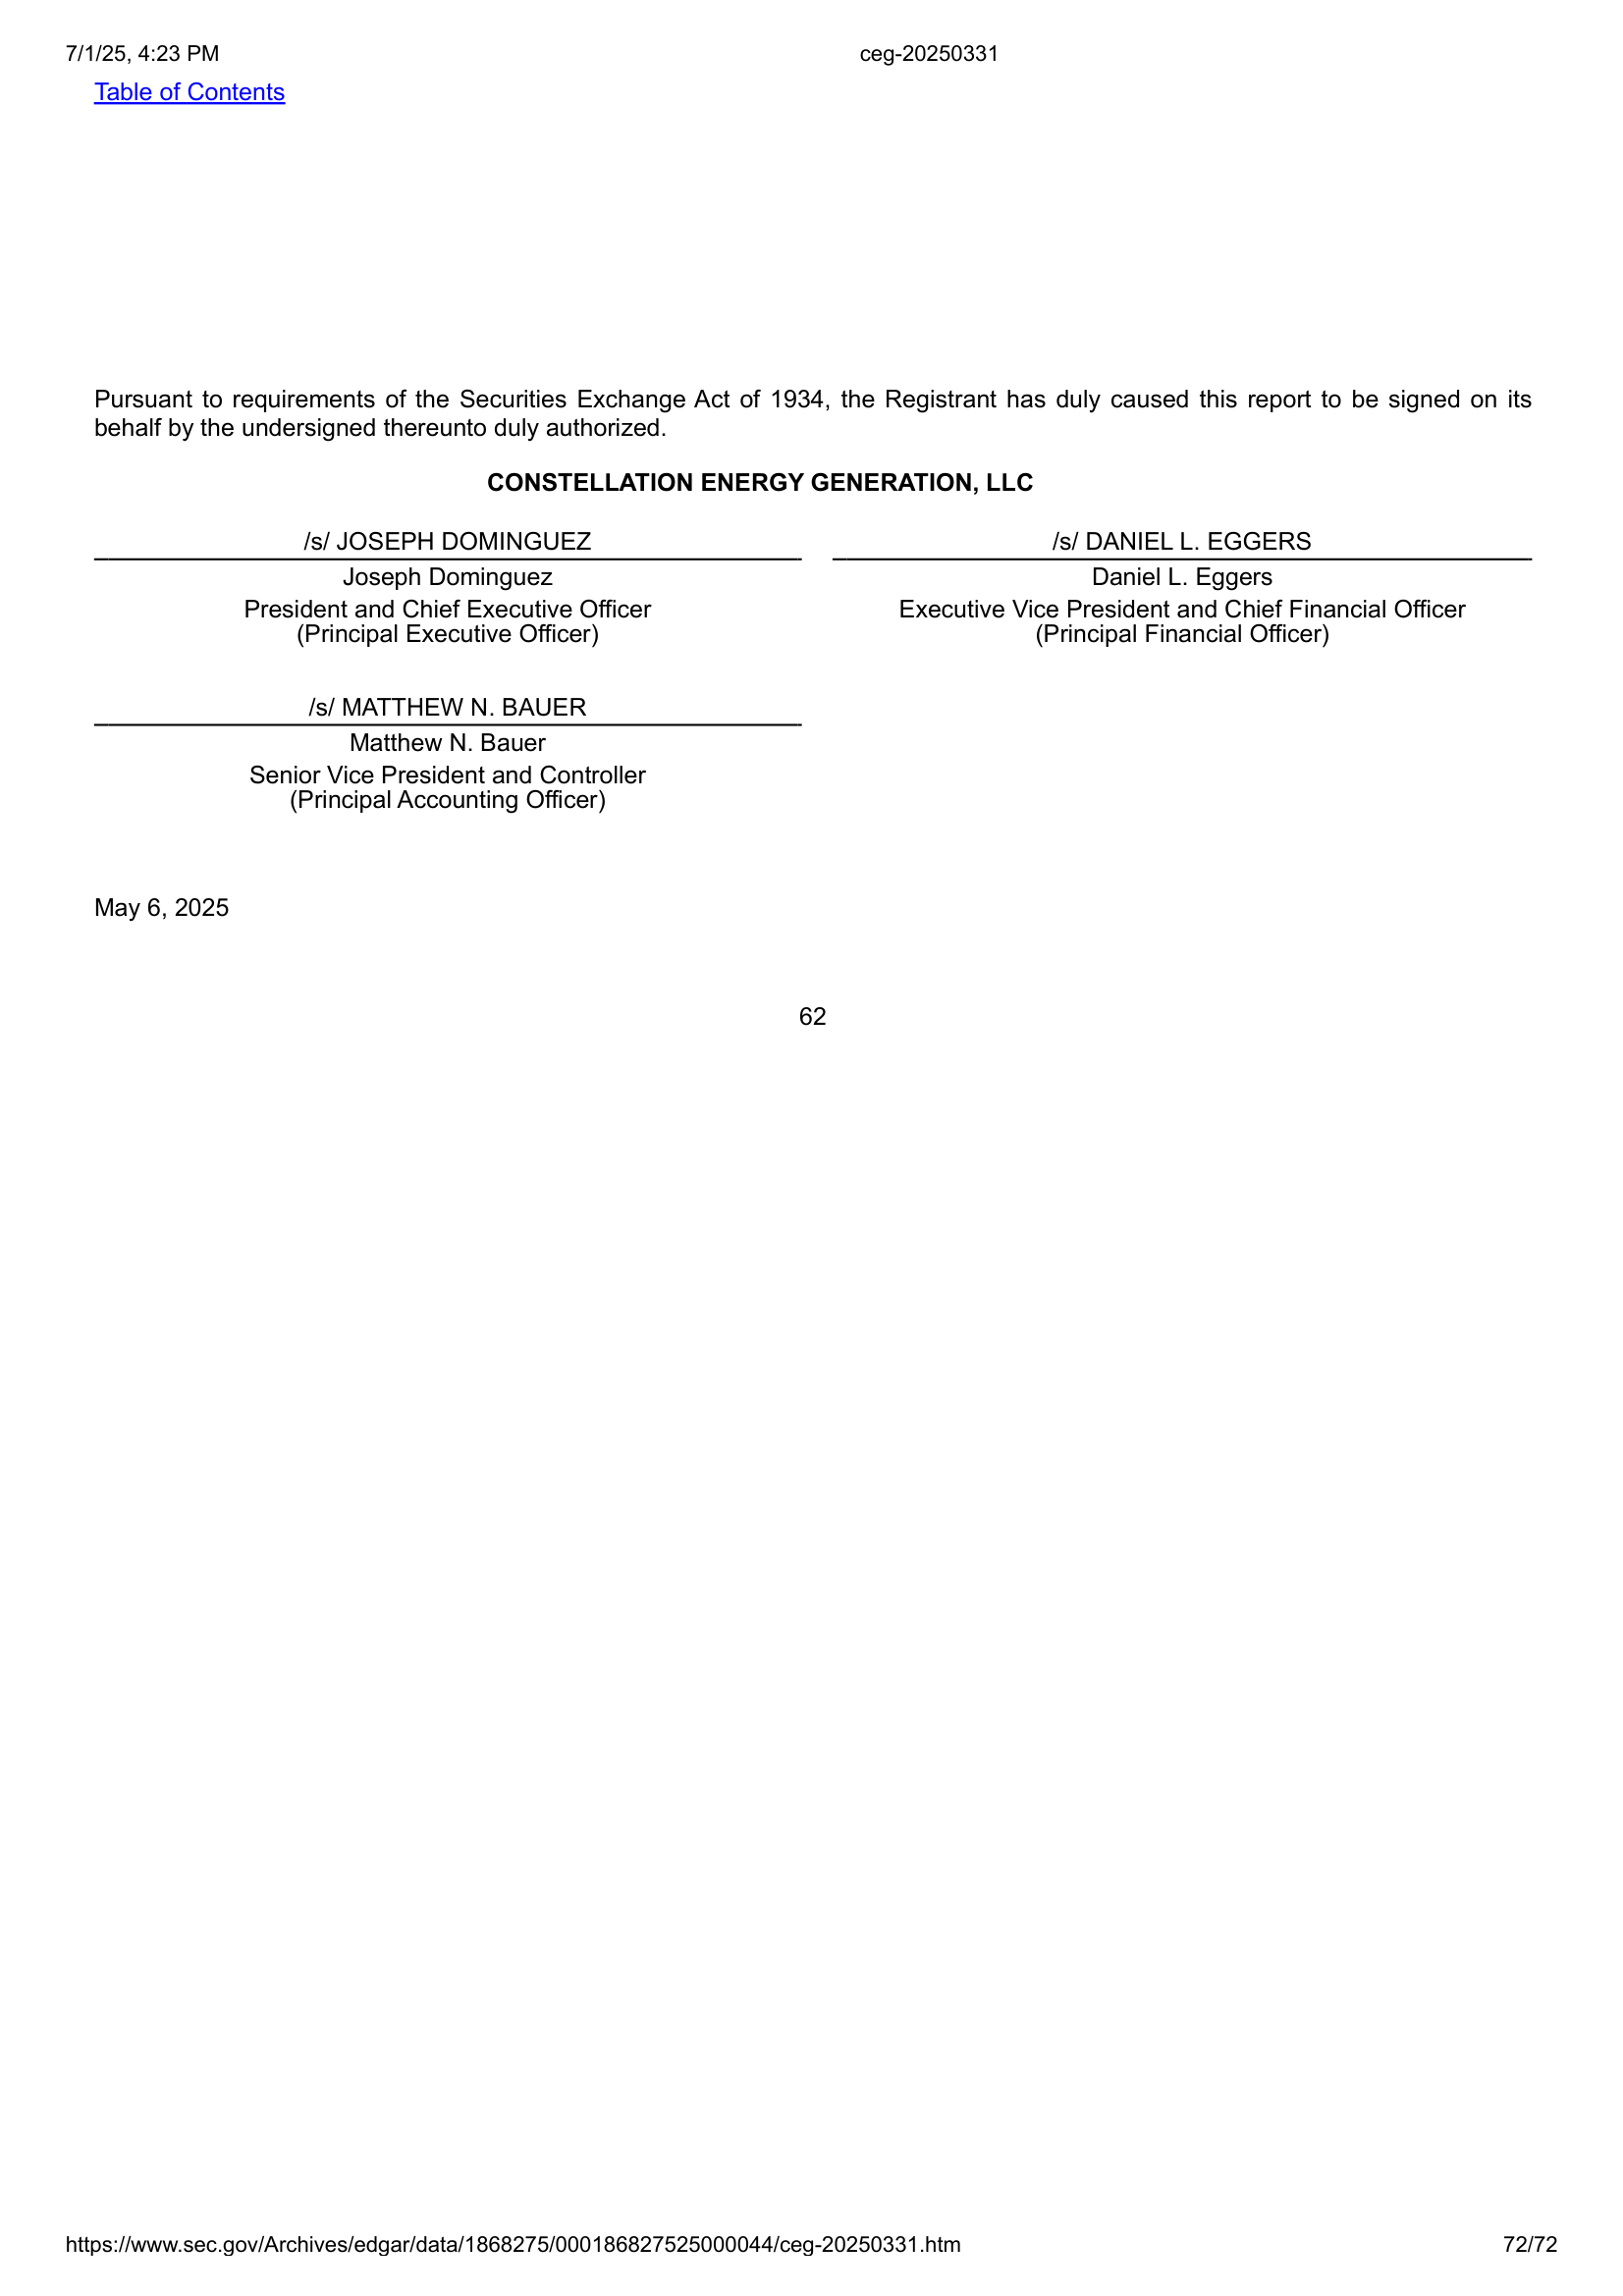 7/1/25, 4:23 PM ceg-20250331
Table of Contents
Pursuant to requirements of the Securities Exchange Act of 1934, the Registrant has duly caused this report to be signed on its
behalf by the undersigned thereunto duly authorized.
CONSTELLATION ENERGY GENERATION, LLC
/s/ JOSEPH DOMINGUEZ /s/ DANIEL L. EGGERS
Joseph Dominguez Daniel L. Eggers
President and Chief Executive Officer Executive Vice President and Chief Financial Officer
(Principal Executive Officer) (Principal Financial Officer)
/s/ MATTHEW N. BAUER
Matthew N. Bauer
Senior Vice President and Controller
(Principal Accounting Officer)
May 6, 2025
62
https://www.sec.gov/Archives/edgar/data/1868275/000186827525000044/ceg-20250331.htm 72/72